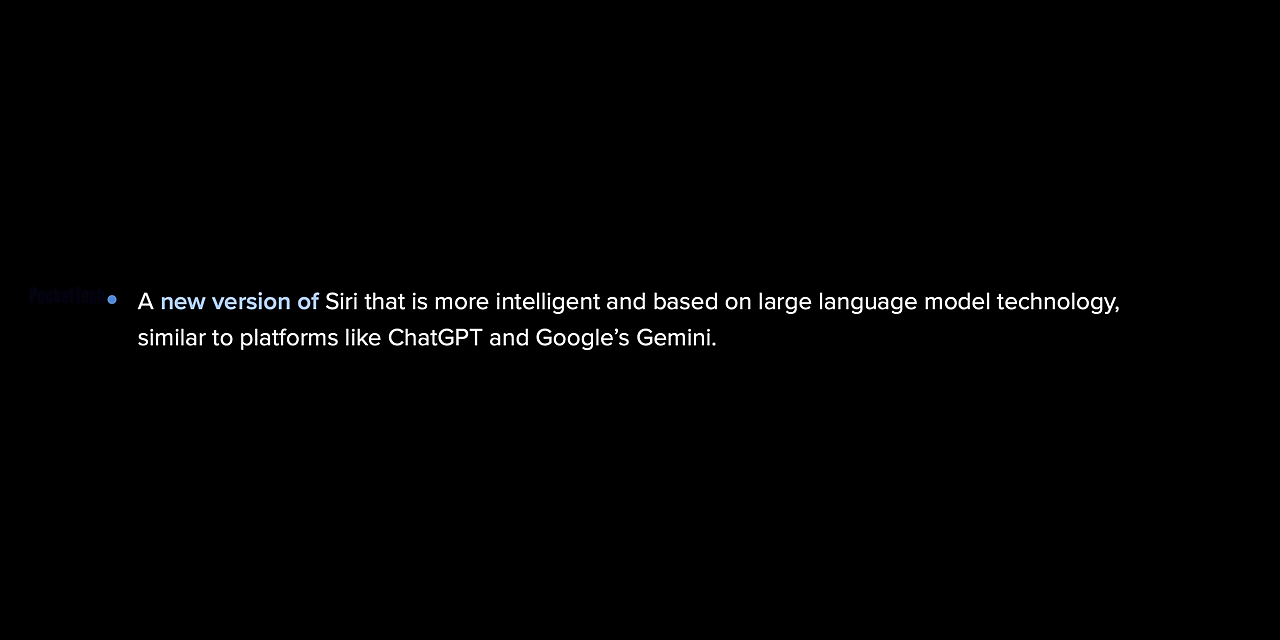 • A new version of Siri that is more intelligent and based on large language model technology,
similar to platforms like ChatGPT and Google’s Gemini.